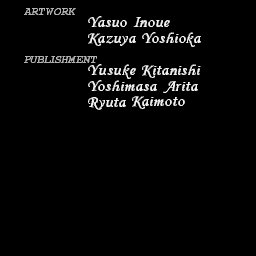 ARTWORK
Yasuo Inoue
Kazuya Yoshioka
PUBLISHMENT
Yusuke Kitanishi
Yoshimasa Arita
Ryuta Kaimoto